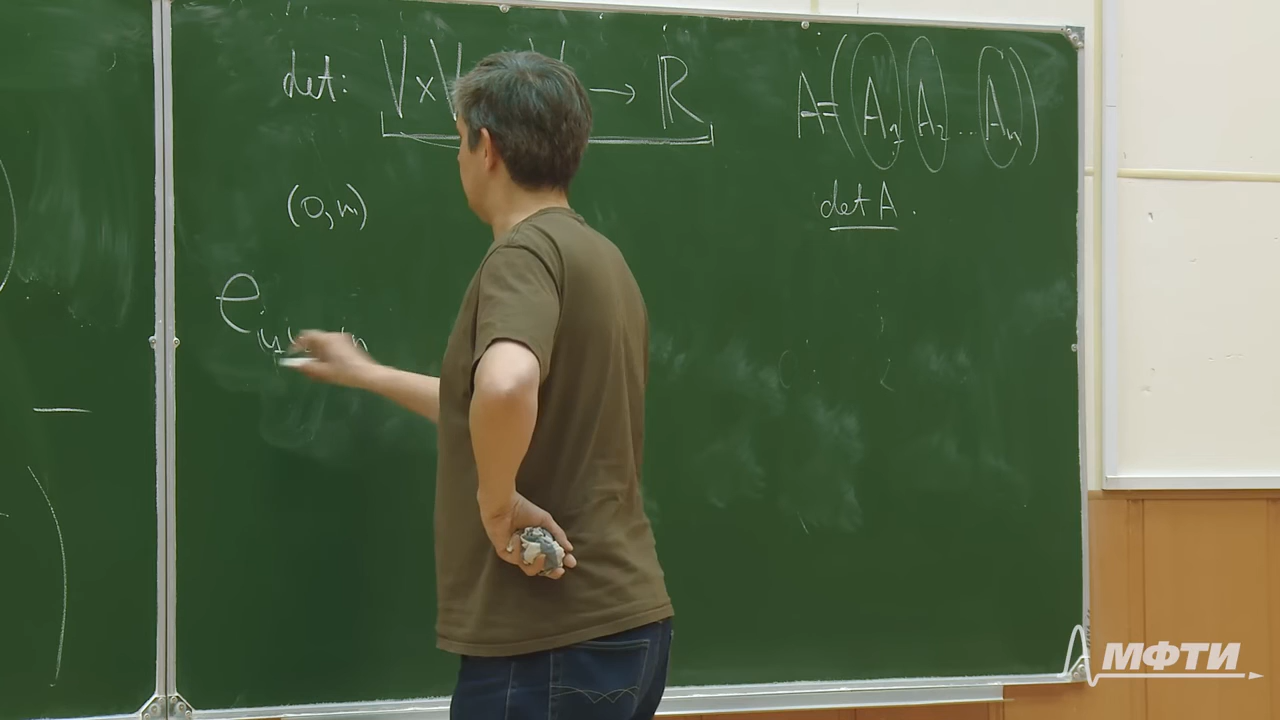 det: V×V → ℝ
A=(A₁ A₂ ... Aₙ)
(0,n)
det A.
e
МФТИ